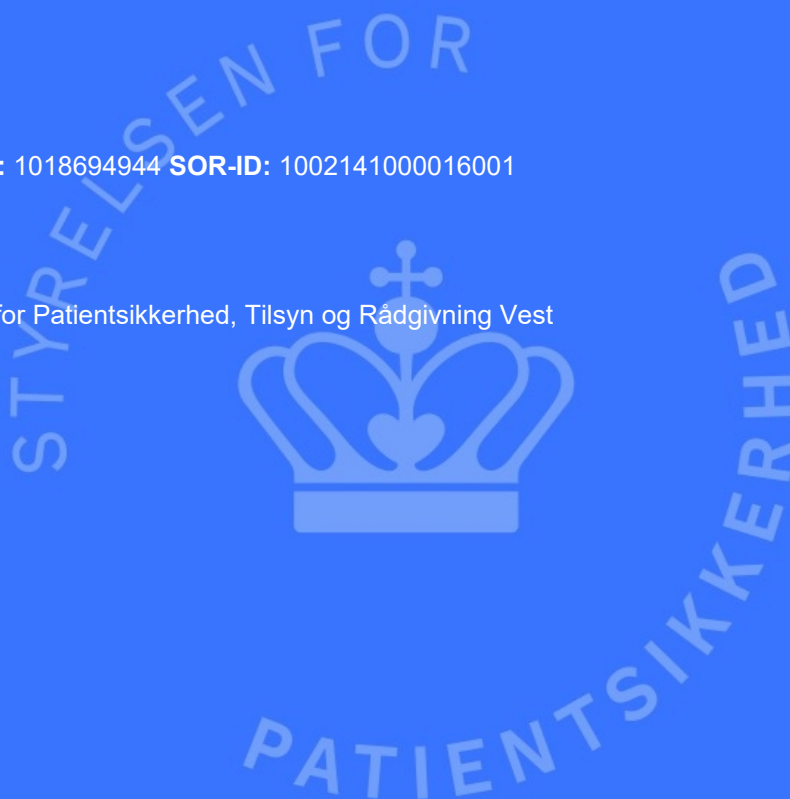 STYRELSEN FOR
: 1018694944 SOR-ID: 1002141000016001
for Patientsikkerhed, Tilsyn og Rådgivning Vest
PATIENTSIKKERHED